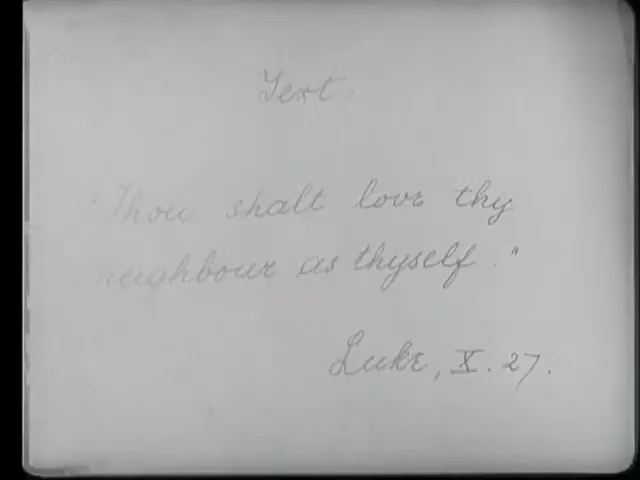 Text.
"Thou shalt love thy
neighbour as thyself."
Luke, X. 27.